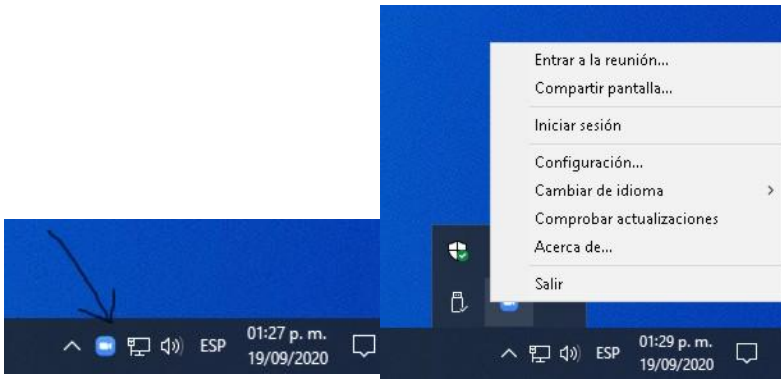 ESP
01:27 p. m.
19/09/2020
Entrar a la reunión...
Compartir pantalla...
Iniciar sesión
Configuración...
Cambiar de idioma
Comprobar actualizaciones
Acerca de...
Salir
ESP
01:29 p. m.
19/09/2020